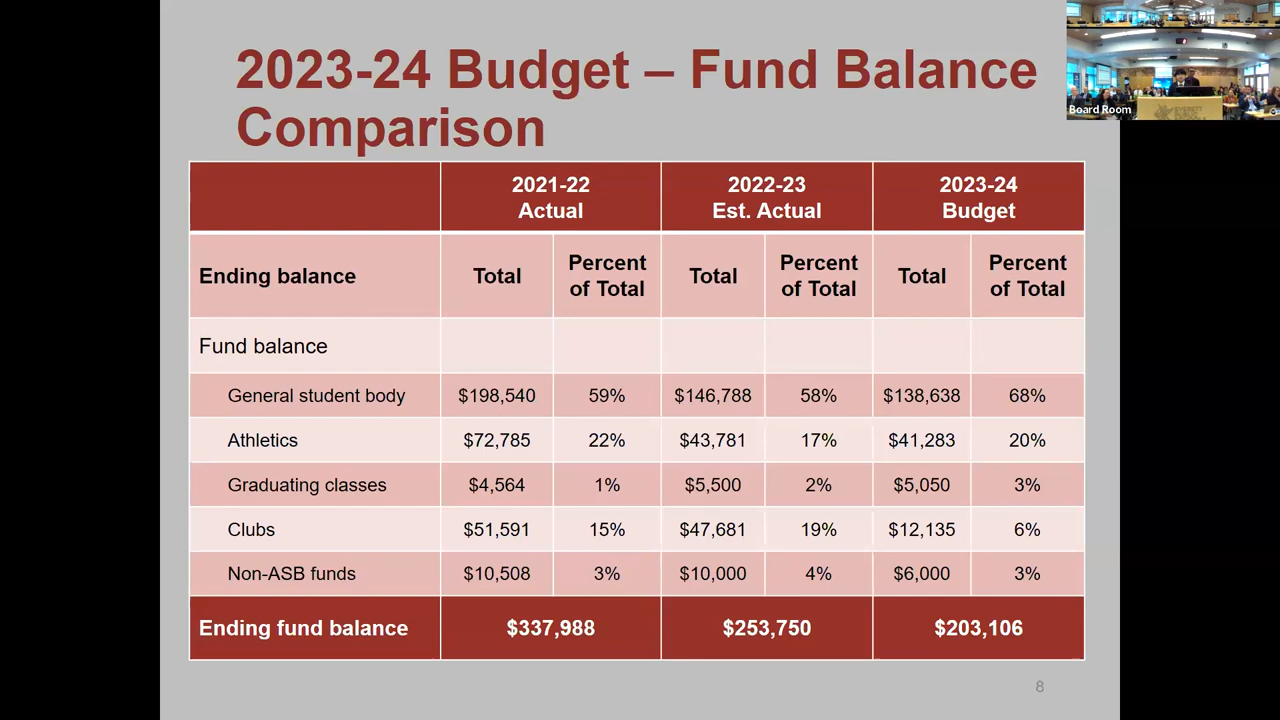 2023-24 Budget – Fund Balance
Comparison
2021-22 Actual 2022-23 Est. Actual 2023-24 Budget
Ending balance Total Percent of Total Total Percent of Total Total Percent of Total
Fund balance
General student body $198,540 59% $146,788 58% $138,638 68%
Athletics $72,785 22% $43,781 17% $41,283 20%
Graduating classes $4,564 1% $5,500 2% $5,050 3%
Clubs $51,591 15% $47,681 19% $12,135 6%
Non-ASB funds $10,508 3% $10,000 4% $6,000 3%
Ending fund balance $337,988 $253,750 $203,106
8
Board Room
EVERETT